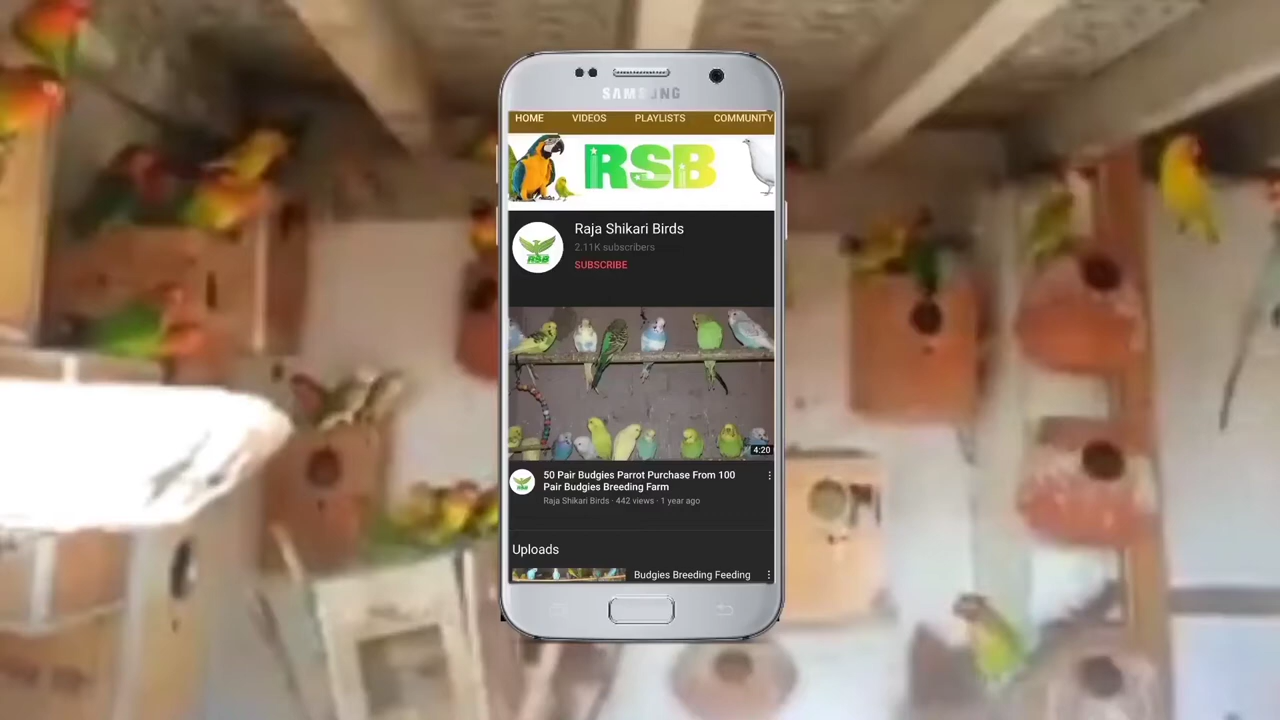 SAMSUNG
HOME VIDEOS PLAYLISTS COMMUNITY
RSB
Raja Shikari Birds
2.11K subscribers
RSB
SUBSCRIBE
4:20
50 Pair Budgies Parrot Purchase From 100
Pair Budgies Breeding Farm
RSB
Raja Shikari Birds · 442 views · 1 year ago
Uploads
Budgies Breeding Feeding